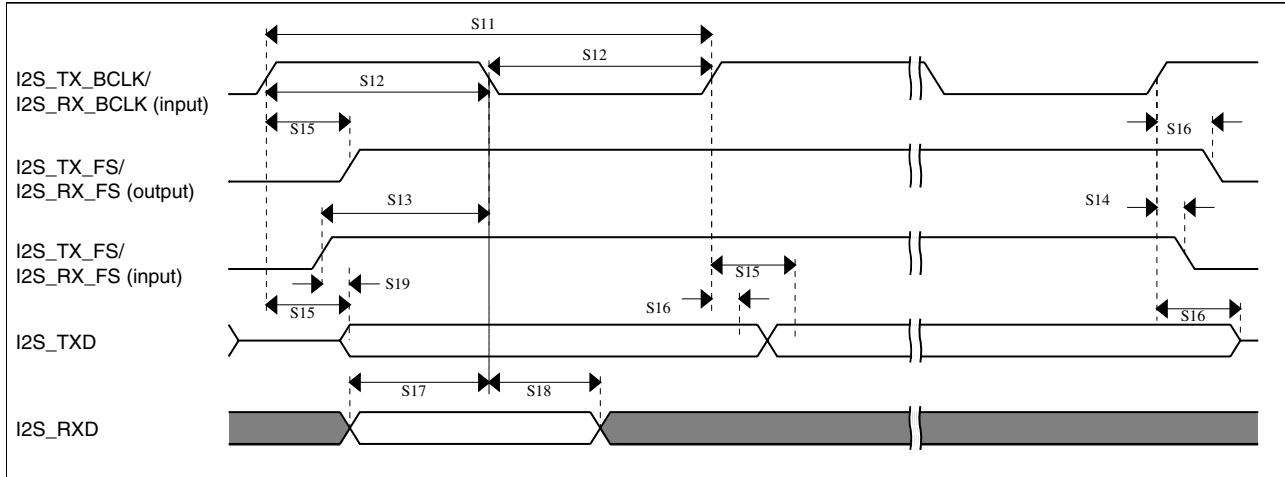 S11
S12
I2S_TX_BCLK/
I2S_RX_BCLK (input)
S12
S15
S16
I2S_TX_FS/
I2S_RX_FS (output)
S13
S14
I2S_TX_FS/
I2S_RX_FS (input)
S15
S19
S15
S16
S16
I2S_TXD
S17
S18
I2S_RXD